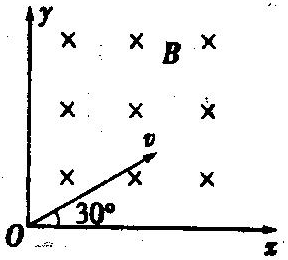 y
× × ×
B
× × ×
v
× × ×
30°
O
x